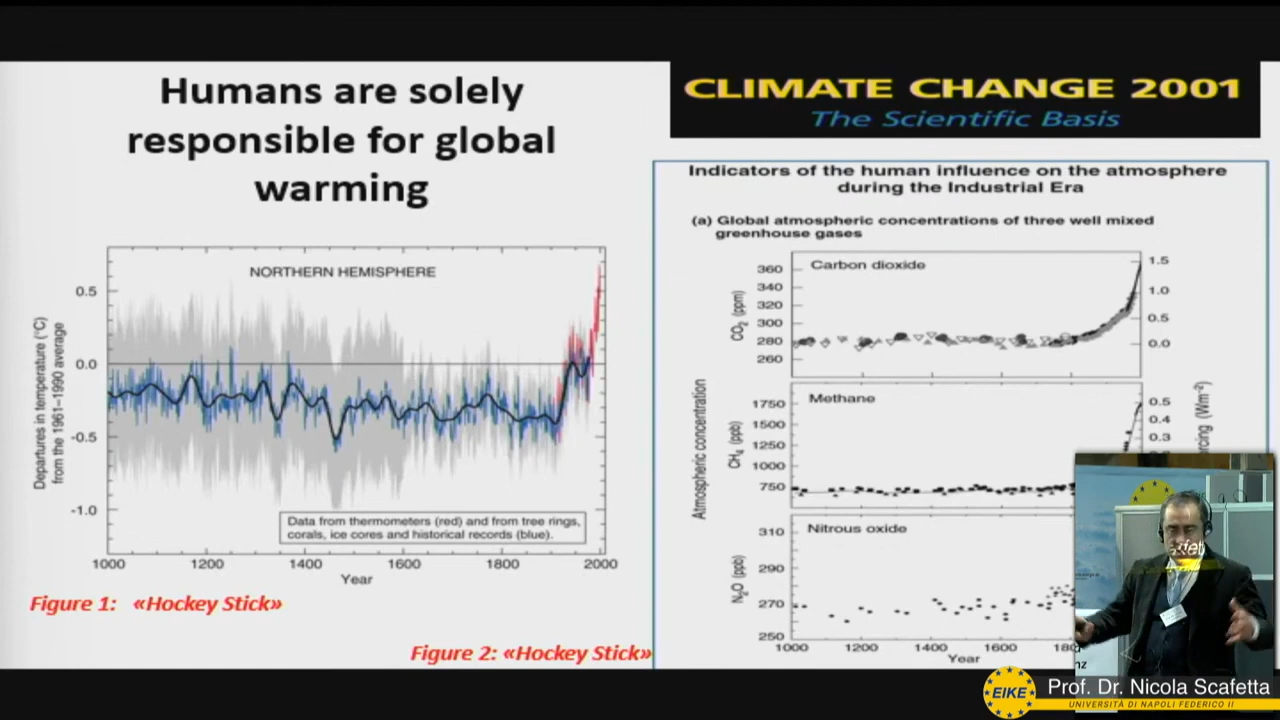 Humans are solely
responsible for global
warming
NORTHERN HEMISPHERE
Departures in temperature (°C)
from the 1961–1990 average
0.5
0.0
-0.5
-1.0
Data from thermometers (red) and from tree rings,
corals, ice cores and historical records (blue).
1000 1200 1400 1600 1800 2000
Year
Figure 1: «Hockey Stick»
Figure 2: «Hockey Stick»
CLIMATE CHANGE 2001
The Scientific Basis
Indicators of the human influence on the atmosphere
during the Industrial Era
(a) Global atmospheric concentrations of three well mixed
greenhouse gases
Atmospheric concentration
Carbon dioxide
CO₂ (ppm)
360
340
320
300
280
260
1.5
1.0
0.5
0.0
Methane
CH₄ (ppb)
1750
1500
1250
1000
750
0.5
0.4
0.3
(Wm⁻²)
Nitrous oxide
N₂O (ppb)
310
290
270
250
1000 1200 1400 1600
Year
EIKE
Prof. Dr. Nicola Scafetta
UNIVERSITÀ DI NAPOLI FEDERICO II